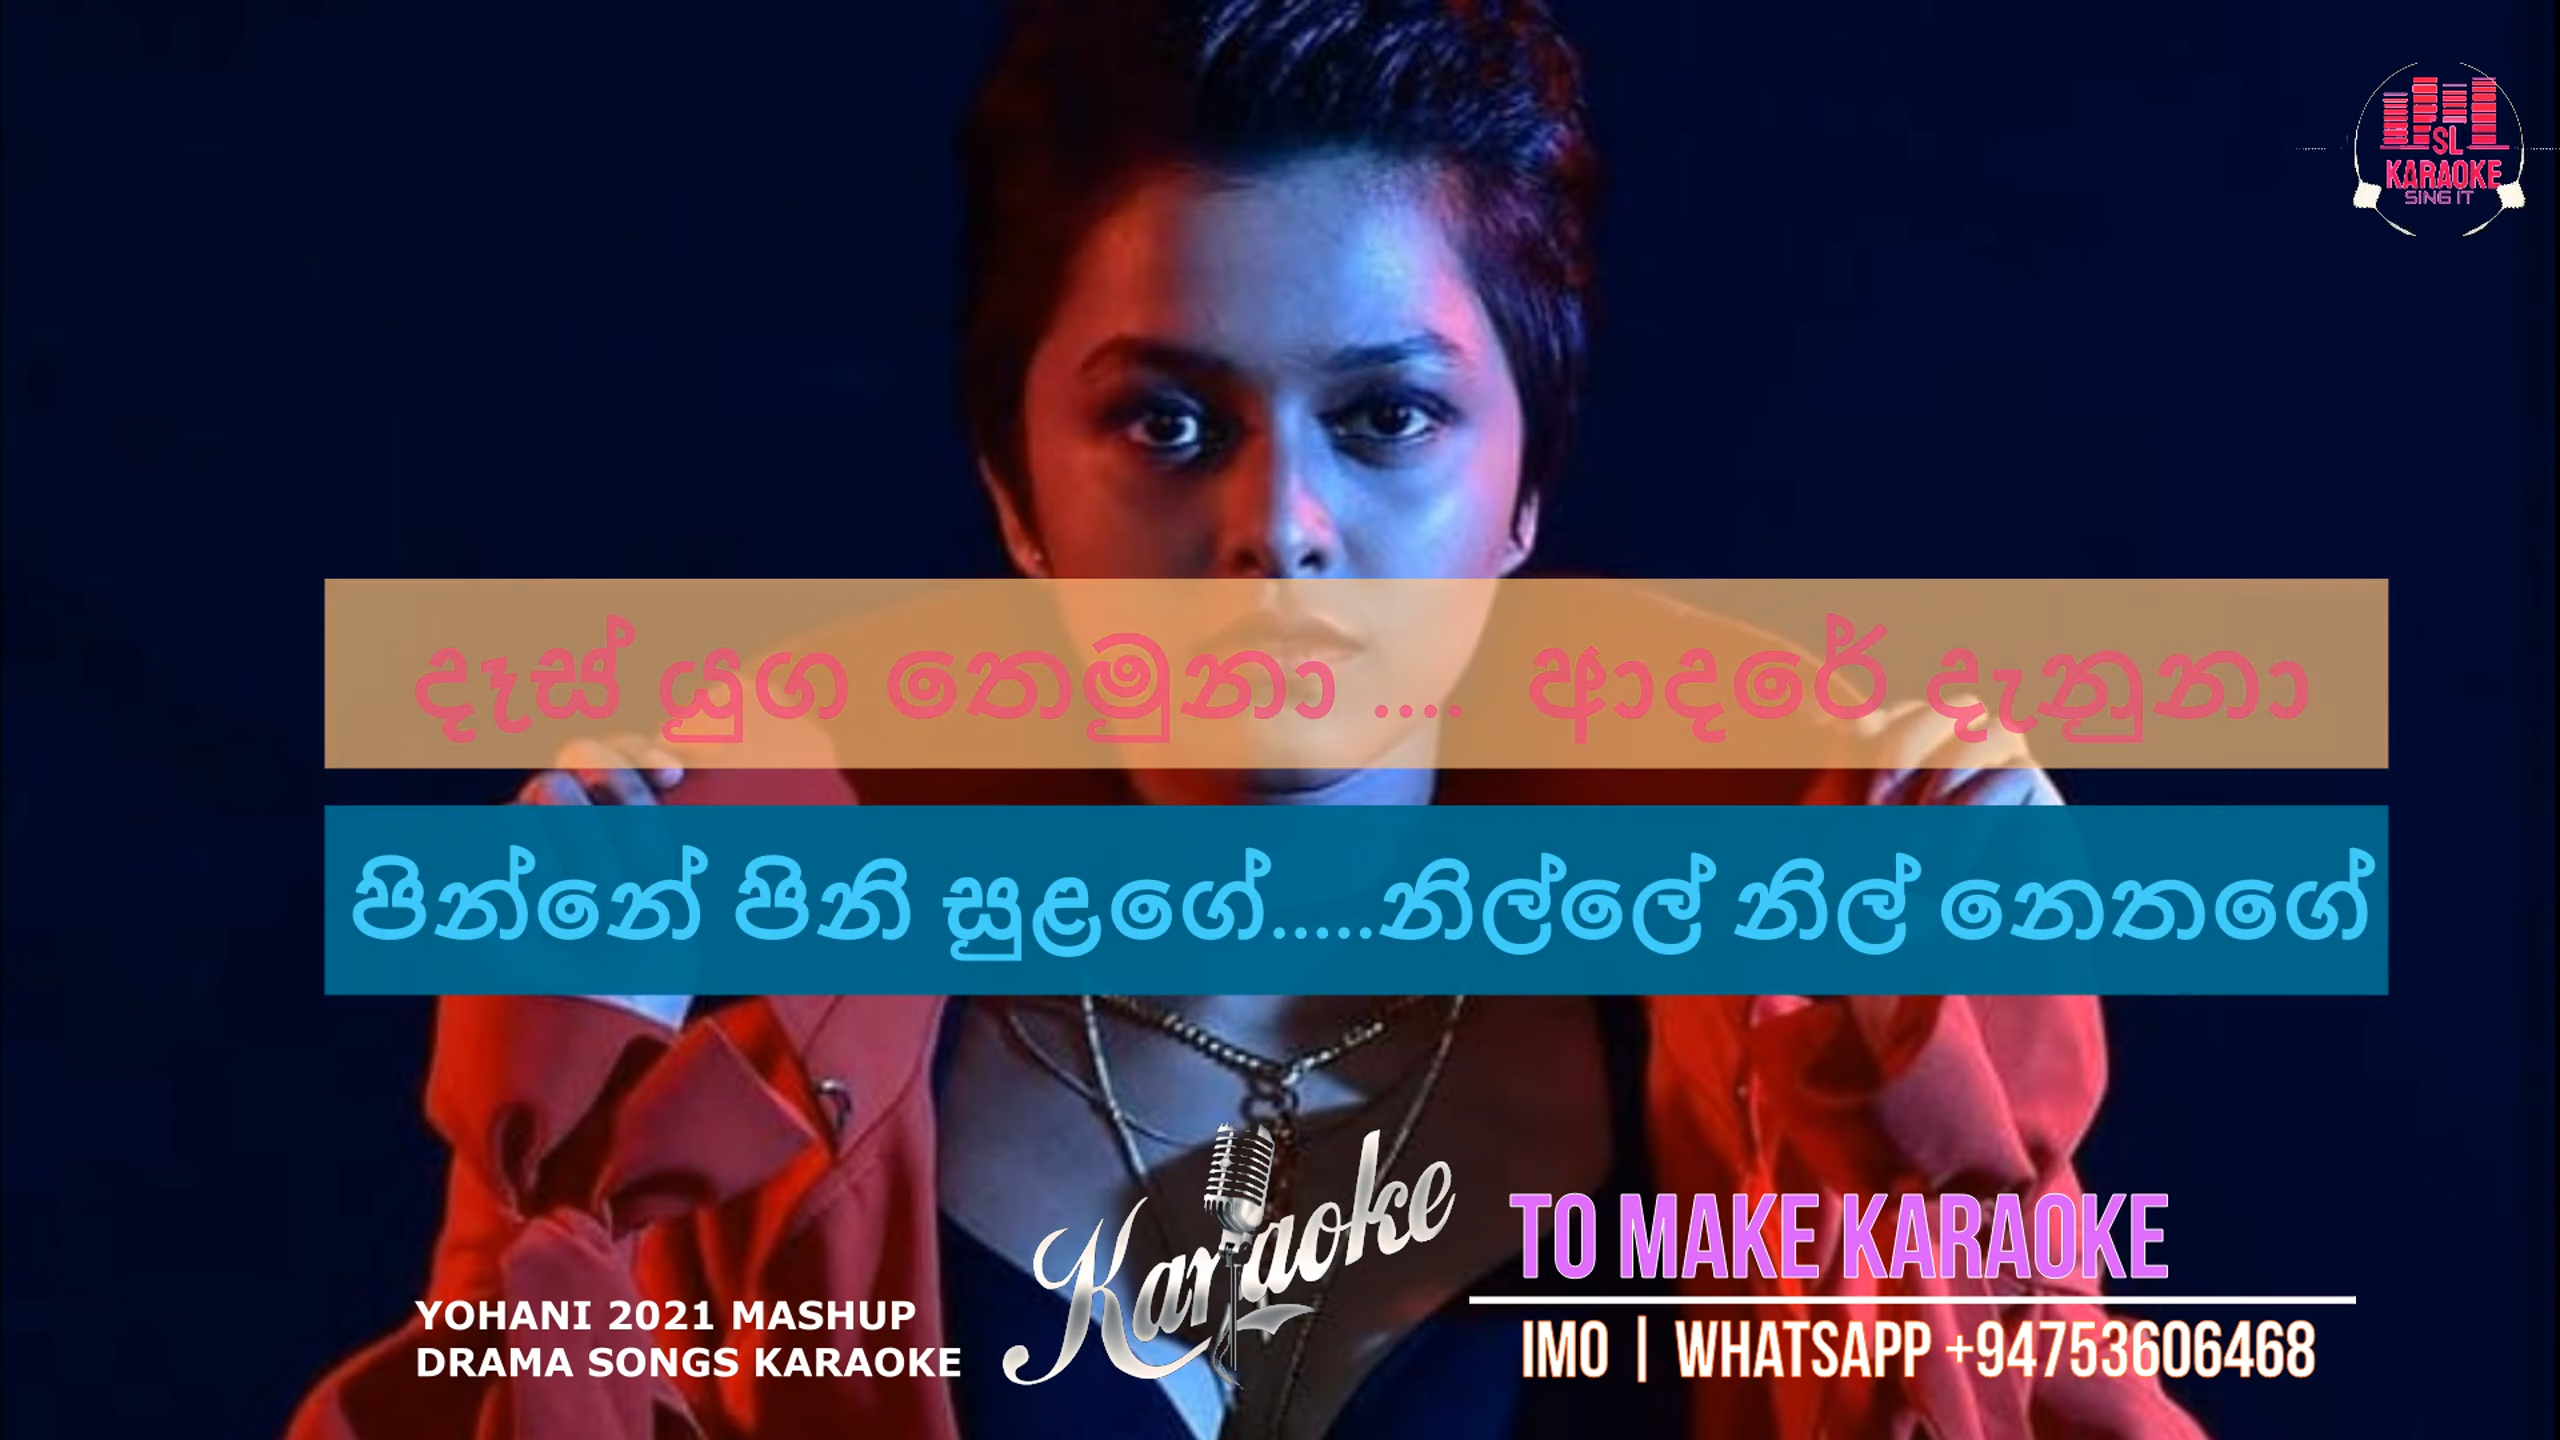 SL
KARAOKE
SING IT
දෑස් යුග තෙමුනා .... ආදරේ දැනුනා
පින්නේ පිනි සුළගේ.....නිල්ලේ නිල් නෙතගේ
Karaoke
TO MAKE KARAOKE
YOHANI 2021 MASHUP
DRAMA SONGS KARAOKE
IMO | WHATSAPP +94753606468